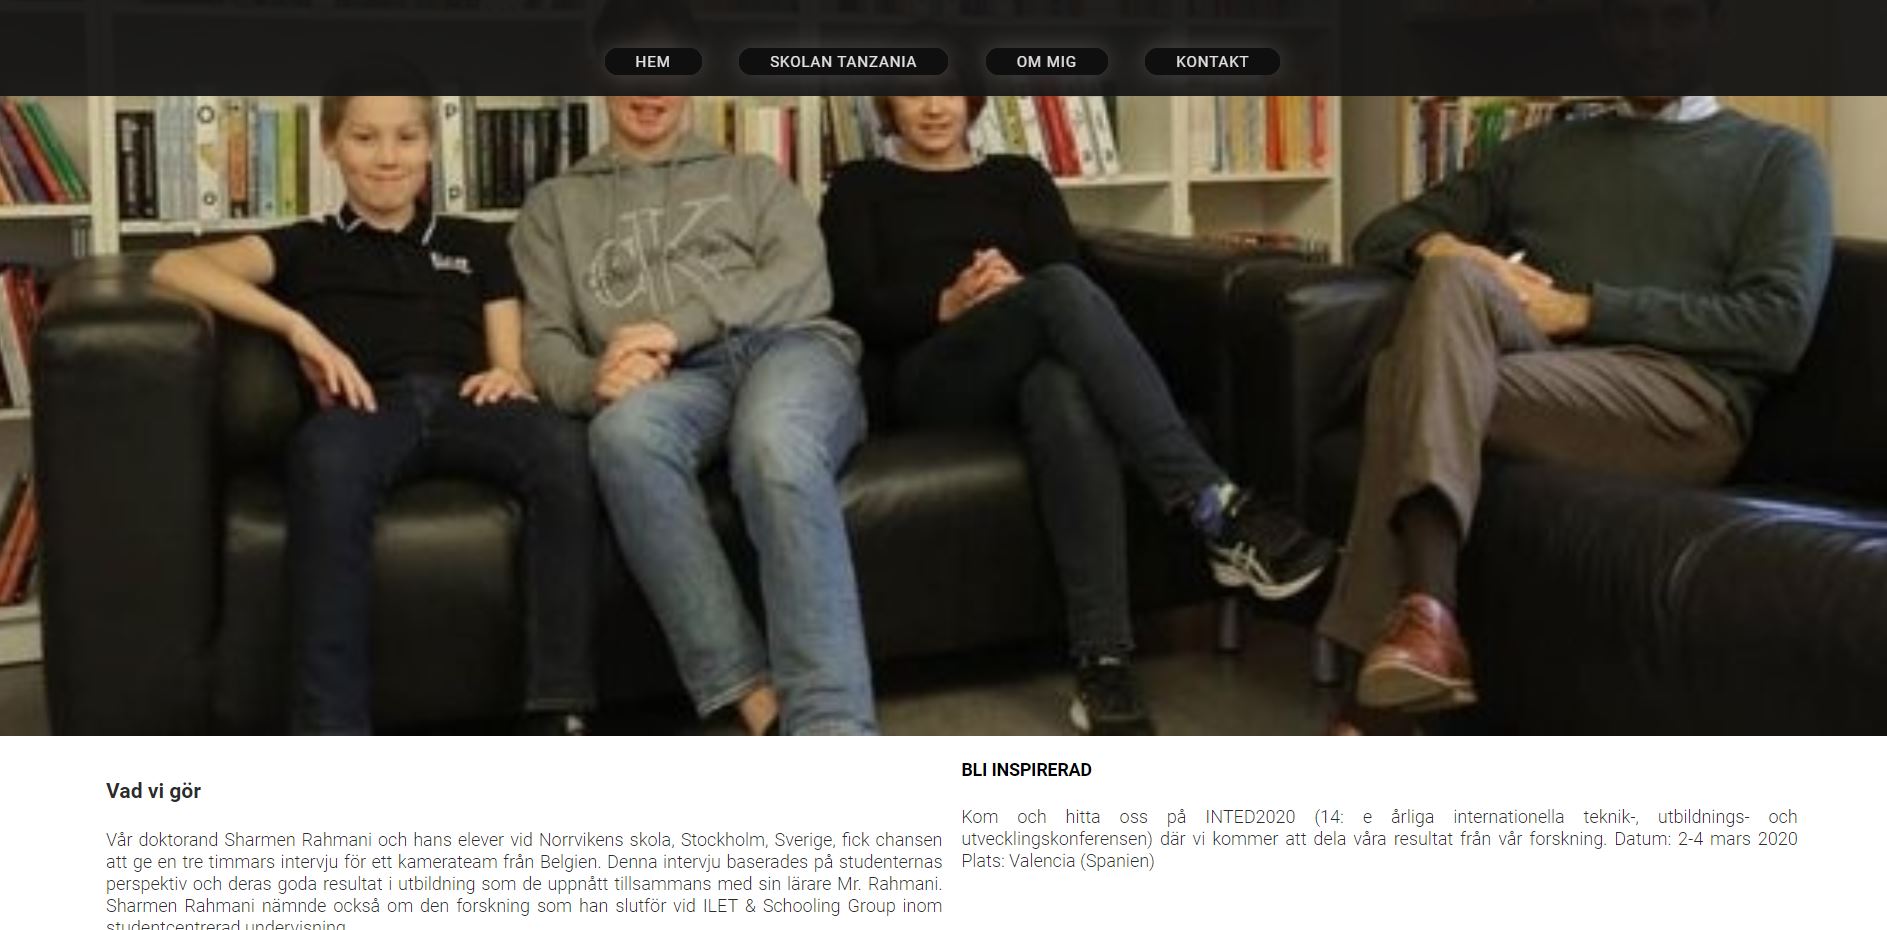 HEM
SKOLAN TANZANIA
OM MIG
KONTAKT
CK
Vad vi gör
Vår doktorand Sharmen Rahmani och hans elever vid Norrvikens skola, Stockholm, Sverige, fick chansen
att ge en tre timmars intervju för ett kamerateam från Belgien. Denna intervju baserades på studenternas
perspektiv och deras goda resultat i utbildning som de uppnått tillsammans med sin lärare Mr. Rahmani.
Sharmen Rahmani nämnde också om den forskning som han slutför vid ILET & Schooling Group inom
studentcentrerad undervisning.
BLI INSPIRERAD
Kom och hitta oss på INTED2020 (14: e årliga internationella teknik-, utbildnings- och
utvecklingskonferensen) där vi kommer att dela våra resultat från vår forskning. Datum: 2-4 mars 2020
Plats: Valencia (Spanien)